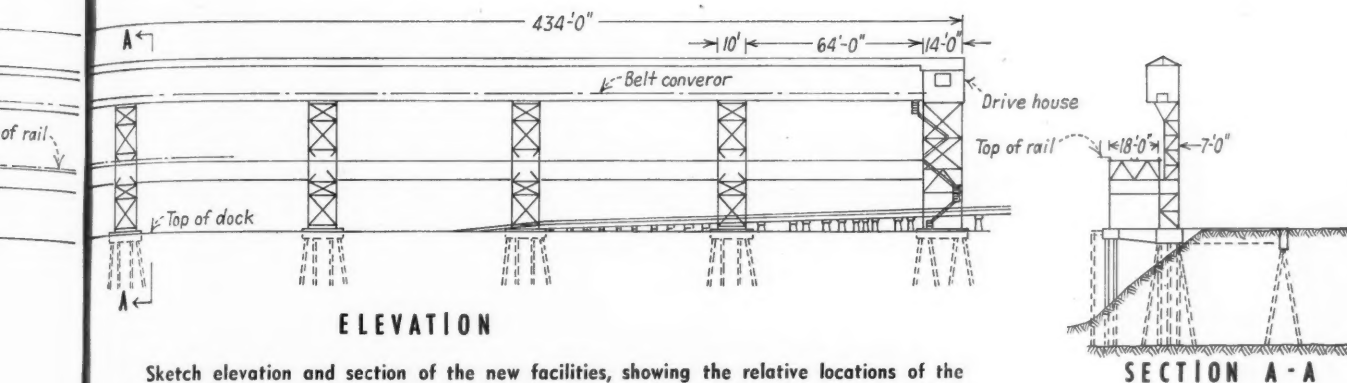 434'-0"
A
10' 64'-0" 14'-0"
Belt converor
Drive house
of rail
Top of rail
18'-0" 7'-0"
Top of dock
A
ELEVATION
SECTION A-A
Sketch elevation and section of the new facilities, showing the relative locations of the